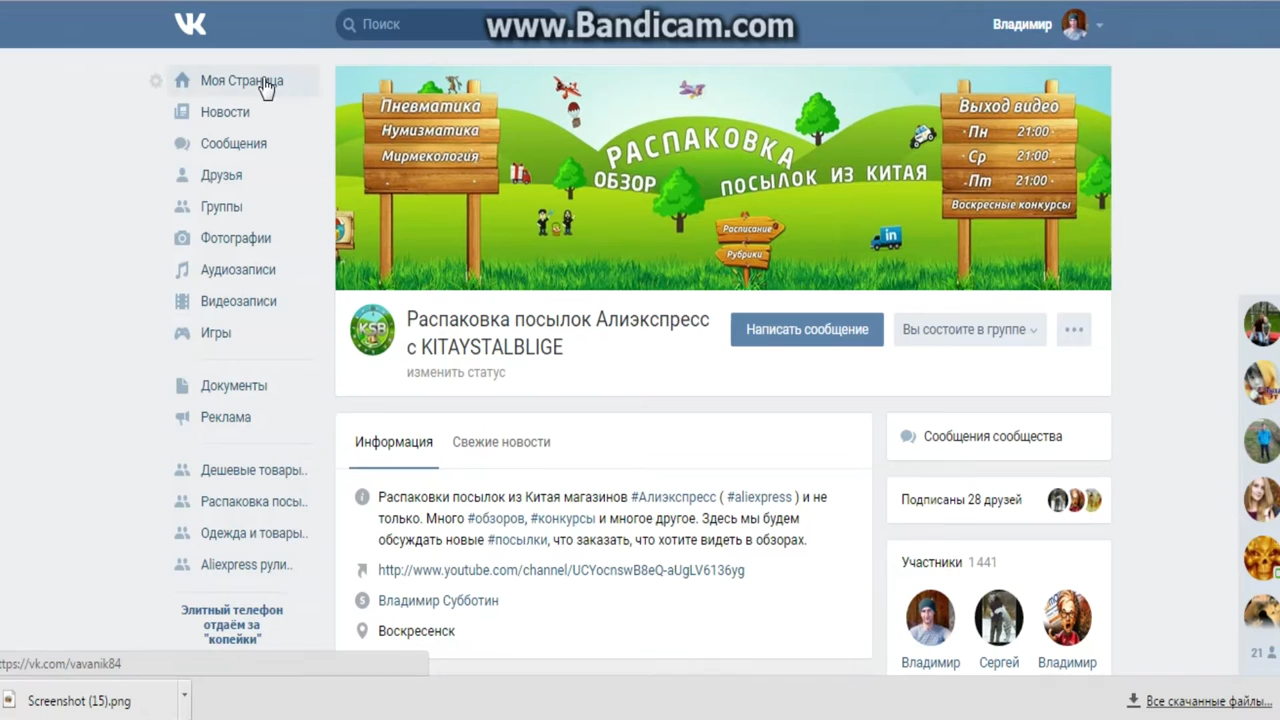 Поиск
www.Bandicam.com
Владимир
Моя Страница
Новости
Сообщения
Друзья
Группы
Фотографии
Аудиозаписи
Видеозаписи
Игры
Документы
Реклама
Дешевые товары..
Распаковка посы..
Одежда и товары..
Aliexpress рули..
Элитный телефон
отдаём за
"копейки"
Пневматика
Нумизматика
Мирмекология
РАСПАКОВКА
ОБЗОР ПОСЫЛОК ИЗ КИТАЯ
Расписание
Рубрики
in
Выход видео
Пн 21:00
Ср 21:00
Пт 21:00
Воскресные конкурсы
KSB
Распаковка посылок Алиэкспресс
с KITAYSTALBLIGE
изменить статус
Написать сообщение
Вы состоите в группе
Информация
Свежие новости
Распаковки посылок из Китая магазинов #Алиэкспресс ( #aliexpress ) и не
только. Много #обзоров, #конкурсы и многое другое. Здесь мы будем
обсуждать новые #посылки, что заказать, что хотите видеть в обзорах.
http://www.youtube.com/channel/UCYocnswB8eQ-aUgLV6136yg
Владимир Субботин
Воскресенск
Сообщения сообщества
Подписаны 28 друзей
Участники 1 441
Владимир
Сергей
Владимир
21
ttps://vk.com/vavanik84
Screenshot (15).png
Все скачанные файлы...